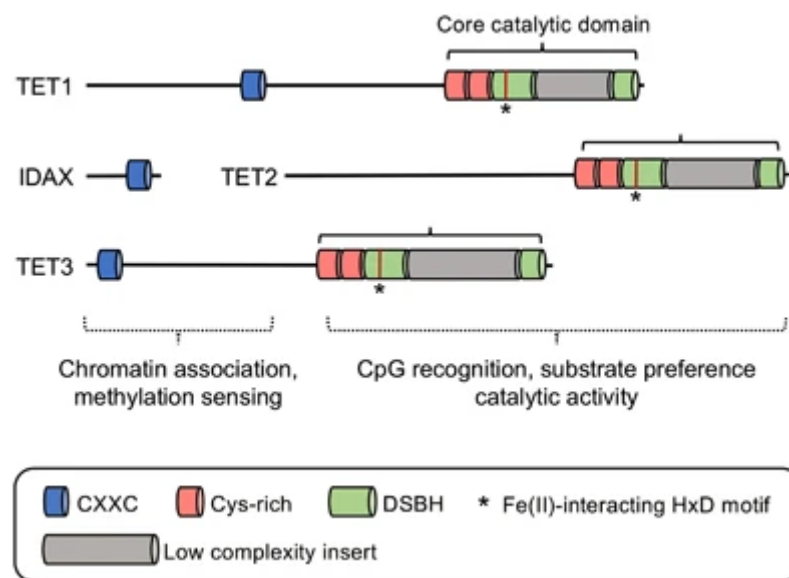 Core catalytic domain
TET1
*
IDAX
TET2
*
TET3
*
Chromatin association,
methylation sensing
CpG recognition, substrate preference
catalytic activity
CXXC
Cys-rich
DSBH
* Fe(II)-interacting HxD motif
Low complexity insert